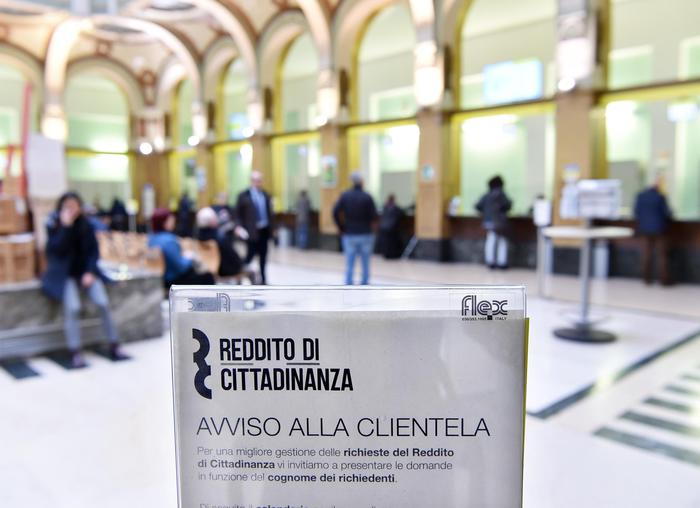 flex
REDDITO DI
CITTADINANZA
AVVISO ALLA CLIENTELA
Per una migliore gestione delle richieste del Reddito
di Cittadinanza vi invitiamo a presentare le domande
in funzione del cognome dei richiedenti.